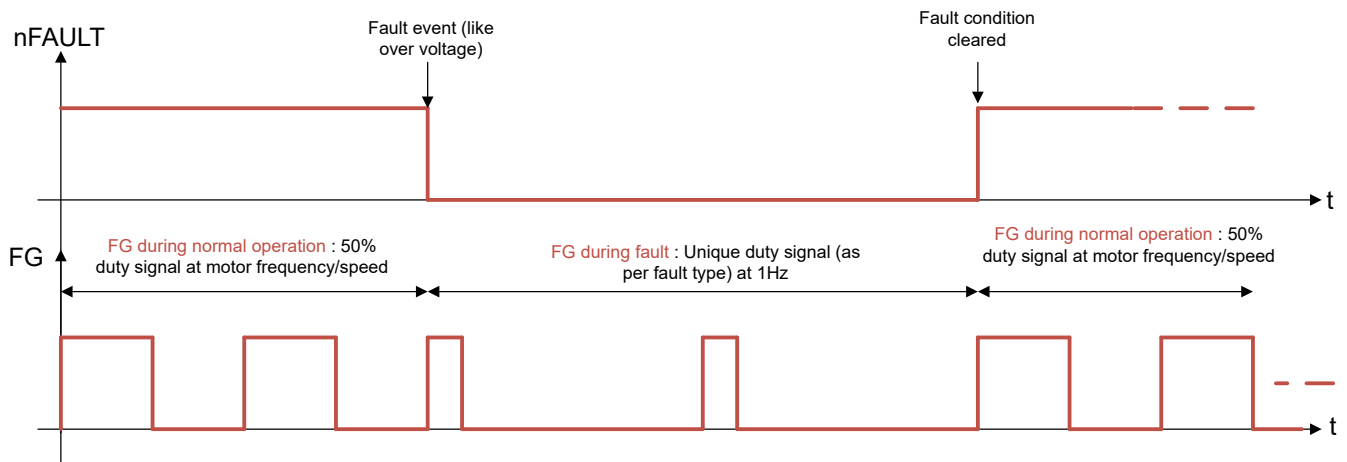 nFAULT
Fault event (like
over voltage)
Fault condition
cleared
t
FG
FG during normal operation : 50%
duty signal at motor frequency/speed
FG during fault : Unique duty signal (as
per fault type) at 1Hz
FG during normal operation : 50%
duty signal at motor frequency/speed
t